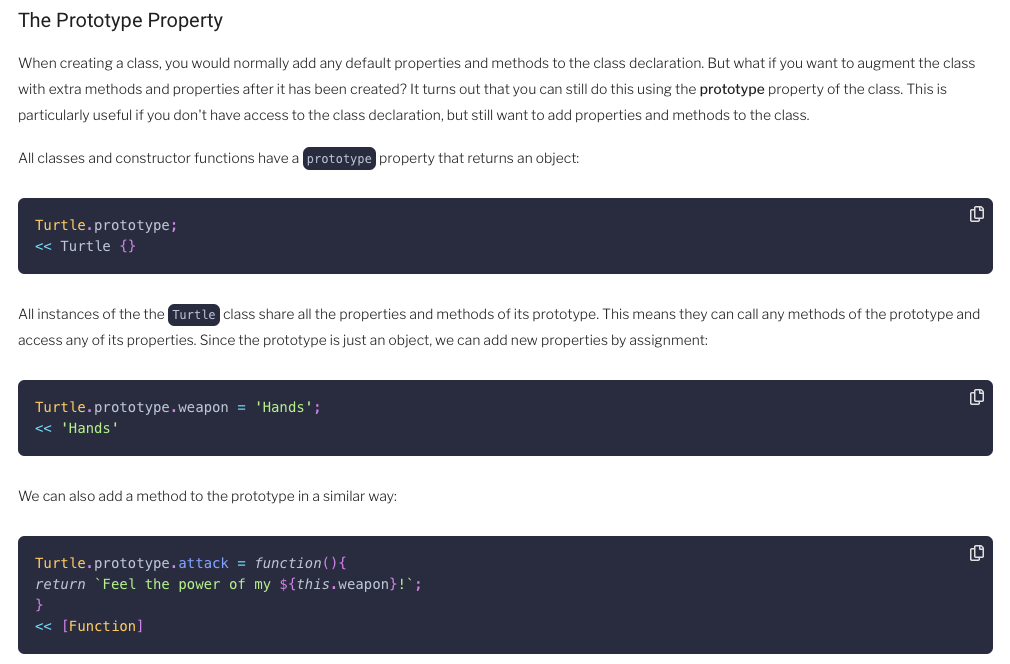 The Prototype Property
When creating a class, you would normally add any default properties and methods to the class declaration. But what if you want to augment the class
with extra methods and properties after it has been created? It turns out that you can still do this using the prototype property of the class. This is
particularly useful if you don't have access to the class declaration, but still want to add properties and methods to the class.
All classes and constructor functions have a prototype property that returns an object:
Turtle.prototype;
<< Turtle {}
All instances of the the Turtle class share all the properties and methods of its prototype. This means they can call any methods of the prototype and
access any of its properties. Since the prototype is just an object, we can add new properties by assignment:
Turtle.prototype.weapon = 'Hands';
<< 'Hands'
We can also add a method to the prototype in a similar way:
Turtle.prototype.attack = function(){
return `Feel the power of my ${this.weapon}!`;
}
<< [Function]